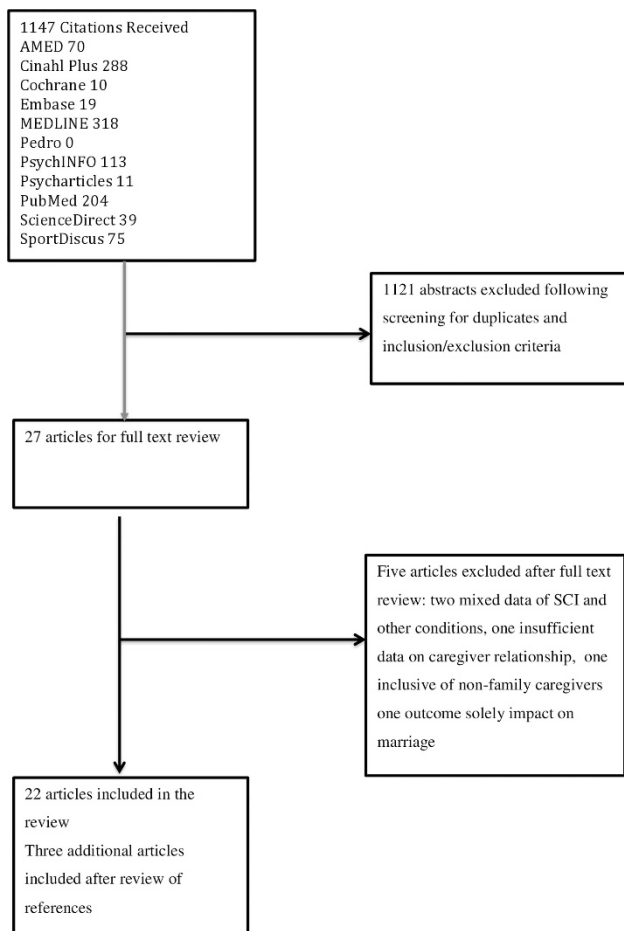 1147 Citations Received
AMED 70
Cinahl Plus 288
Cochrane 10
Embase 19
MEDLINE 318
Pedro 0
PsychINFO 113
Psycharticles 11
PubMed 204
ScienceDirect 39
SportDiscus 75
1121 abstracts excluded following
screening for duplicates and
inclusion/exclusion criteria
27 articles for full text review
Five articles excluded after full text
review: two mixed data of SCI and
other conditions, one insufficient
data on caregiver relationship, one
inclusive of non-family caregivers
one outcome solely impact on
marriage
22 articles included in the
review
Three additional articles
included after review of
references